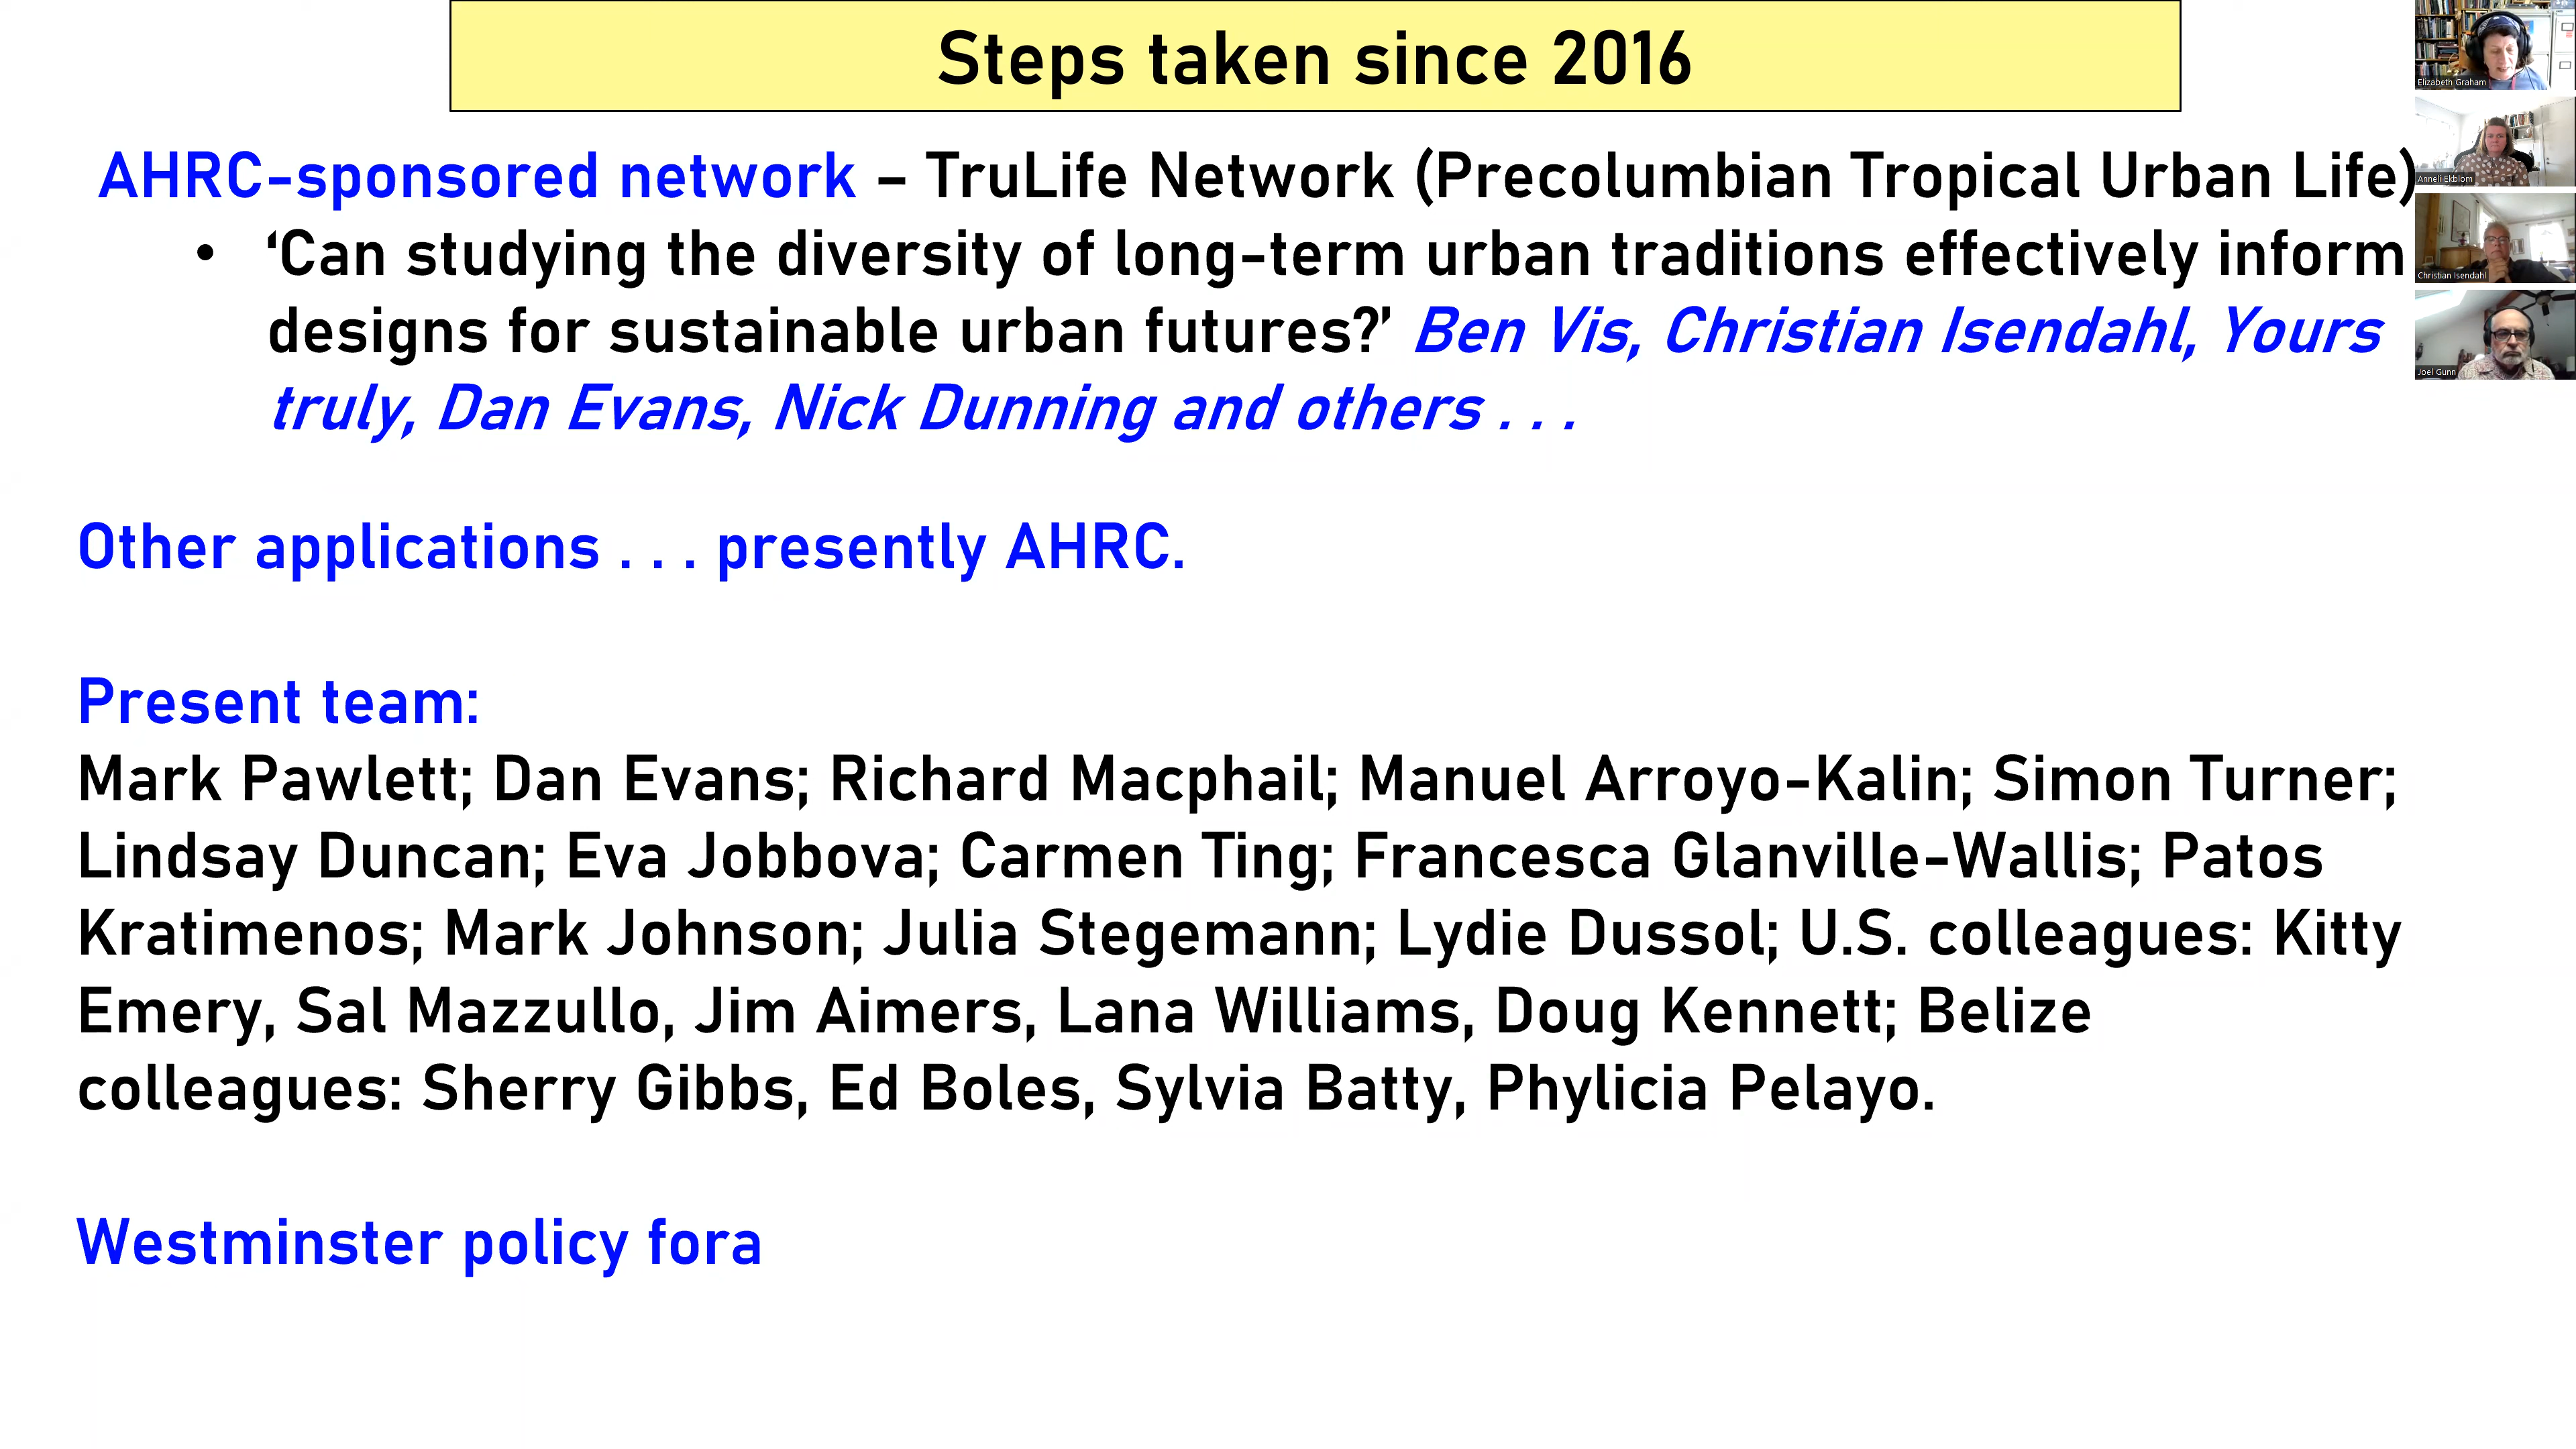 Steps taken since 2016
AHRC-sponsored network – TruLife Network (Precolumbian Tropical Urban Life)
• ‘Can studying the diversity of long-term urban traditions effectively inform
designs for sustainable urban futures?’ Ben Vis, Christian Isendahl, Yours
truly, Dan Evans, Nick Dunning and others . . .
Other applications . . . presently AHRC.
Present team:
Mark Pawlett; Dan Evans; Richard Macphail; Manuel Arroyo-Kalin; Simon Turner;
Lindsay Duncan; Eva Jobbova; Carmen Ting; Francesca Glanville-Wallis; Patos
Kratimenos; Mark Johnson; Julia Stegemann; Lydie Dussol; U.S. colleagues: Kitty
Emery, Sal Mazzullo, Jim Aimers, Lana Williams, Doug Kennett; Belize
colleagues: Sherry Gibbs, Ed Boles, Sylvia Batty, Phylicia Pelayo.
Westminster policy fora
Elizabeth Graham
Anneli Ekblom
Christian Isendahl
Joel Gunn